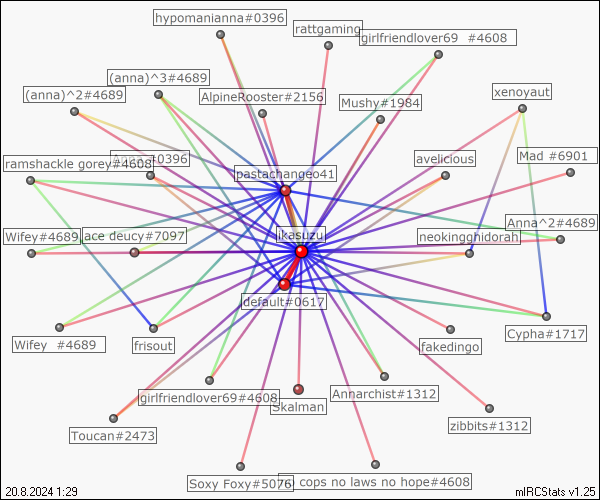 hypomanianna#0396
rattgaming
girlfriendlover69 #4608
(anna)^3#4689
(anna)^2#4689
AlpineRooster#2156
Mushy#1984
xenoyaut
ramshackle gorey#4608
#0396
avelicious
Mad #6901
pastachangeo41
Anna^2#4689
Wifey#4689
ace deucy#7097
ikasuzu
neokingghidorah
default#0617
Wifey #4689
frisout
fakedingo
Cypha#1717
girlfriendlover69#4608
Skalman
Annarchist#1312
zibbits#1312
Toucan#2473
Soxy Foxy#5076
cops no laws no hope#4608
20.8.2024 1:29
mIRCStats v1.25